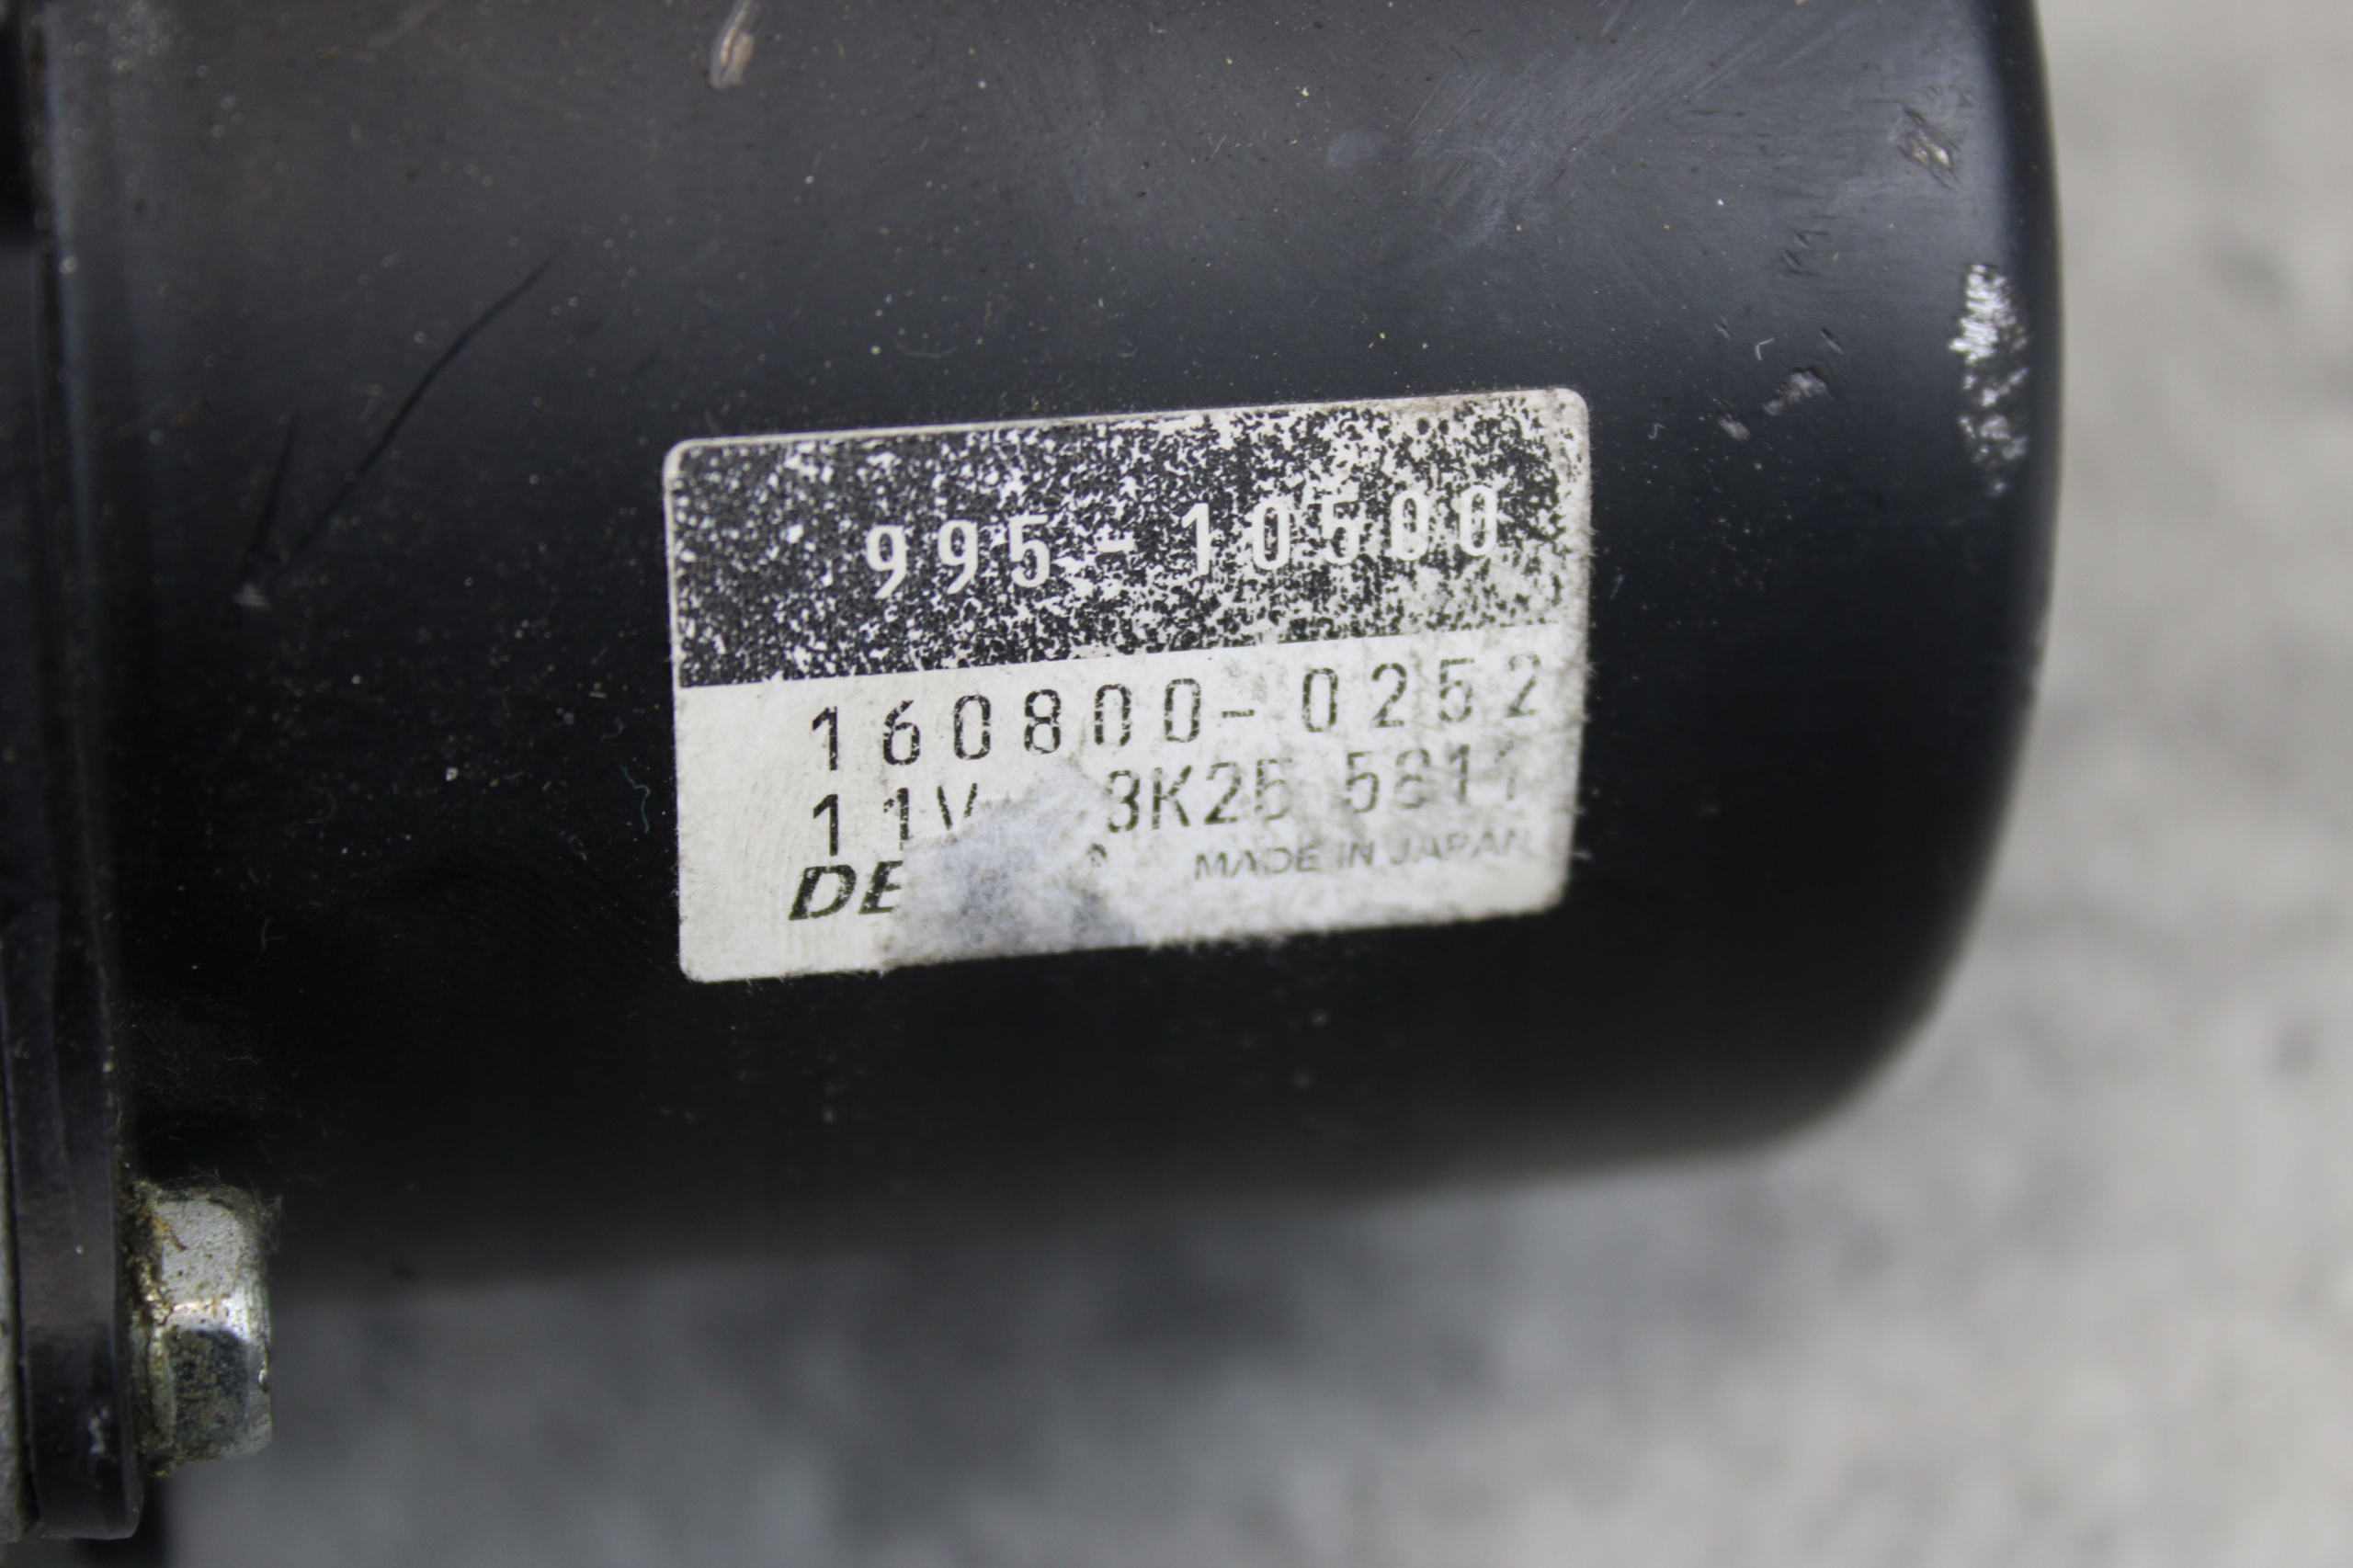 995-10500
160800-0252
11V 3K25
DE
MADE IN JAPAN